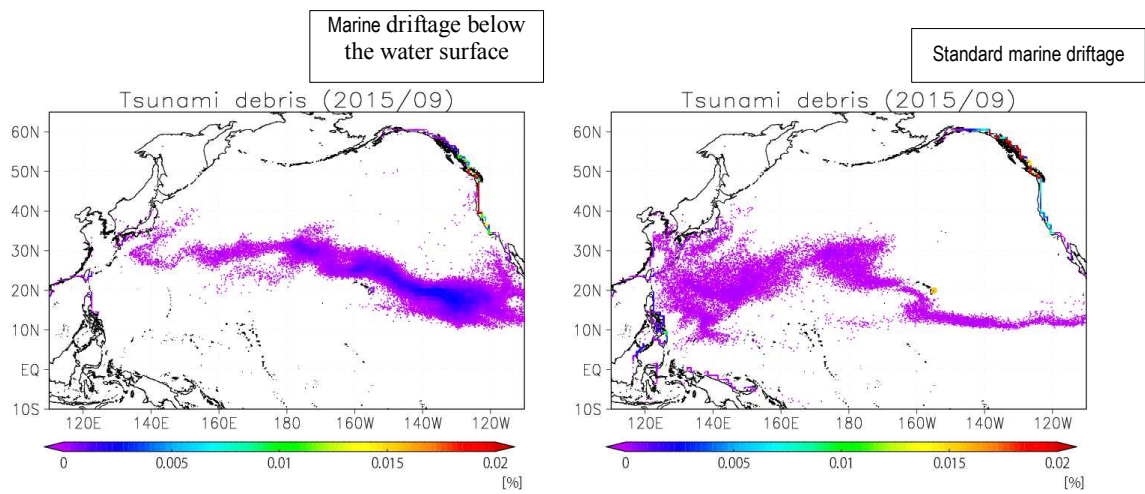 Marine driftage below
the water surface
Standard marine driftage
Tsunami debris (2015/09)
60N
50N
40N
30N
20N
10N
EQ
10S
120E
140E
160E
180
160W
140W
120W
0
0.005
0.01
0.015
0.02
[%]
Tsunami debris (2015/09)
60N
50N
40N
30N
20N
10N
EQ
10S
120E
140E
160E
180
160W
140W
120W
0
0.005
0.01
0.015
0.02
[%]